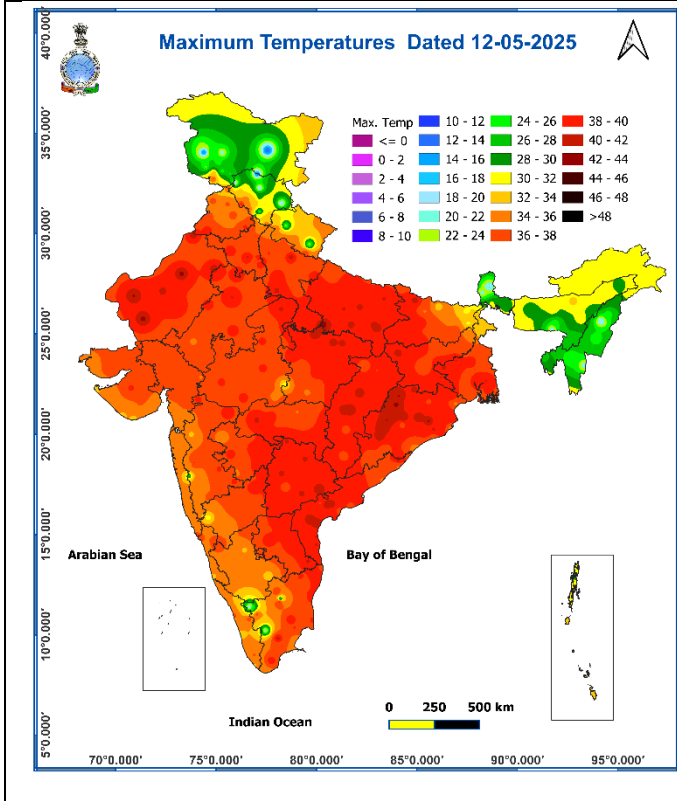 Maximum Temperatures Dated 12-05-2025
Max. Temp
<= 0
0 - 2
2 - 4
4 - 6
6 - 8
8 - 10
10 - 12
12 - 14
14 - 16
16 - 18
18 - 20
20 - 22
22 - 24
24 - 26
26 - 28
28 - 30
30 - 32
32 - 34
34 - 36
36 - 38
38 - 40
40 - 42
42 - 44
44 - 46
46 - 48
>48
40°0.000'
35°0.000'
30°0.000'
25°0.000'
20°0.000'
15°0.000'
10°0.000'
5°0.000'
Arabian Sea
Bay of Bengal
Indian Ocean
0 250 500 km
70°0.000' 75°0.000' 80°0.000' 85°0.000' 90°0.000' 95°0.000'